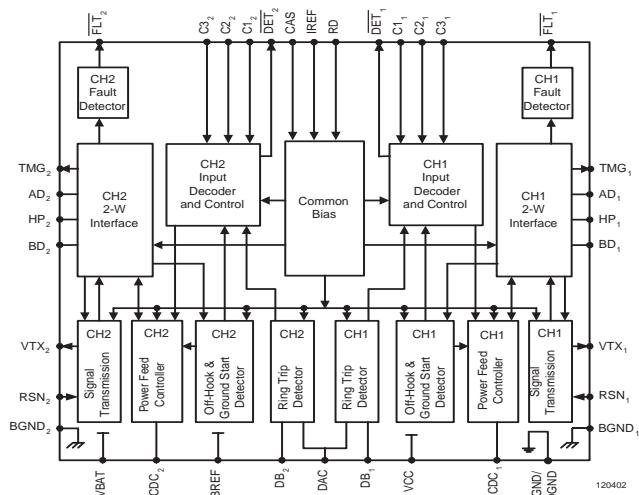 FLT2
C32
C22
C12
DET2
CAS
IREF
RD
DET1
C11
C21
C31
FLT1
CH2
Fault
Detector
CH1
Fault
Detector
TMG2
AD2
HP2
BD2
CH2
2-W
Interface
CH2
Input
Decoder
and Control
Common
Bias
CH1
Input
Decoder
and Control
CH1
2-W
Interface
TMG1
AD1
HP1
BD1
VTX2
RSN2
BGND2
CH2
Signal
Transmission
CH2
Power Feed
Controller
CH2
Off-Hook &
Ground Start
Detector
CH2
Ring Trip
Detector
CH1
Ring Trip
Detector
CH1
Off-Hook &
Ground Start
Detector
CH1
Power Feed
Controller
CH1
Signal
Transmission
VTX1
RSN1
BGND1
VBAT
CDC2
BREF
DB2
DAC
DB1
VCC
CDC1
GND/
DGND
120402